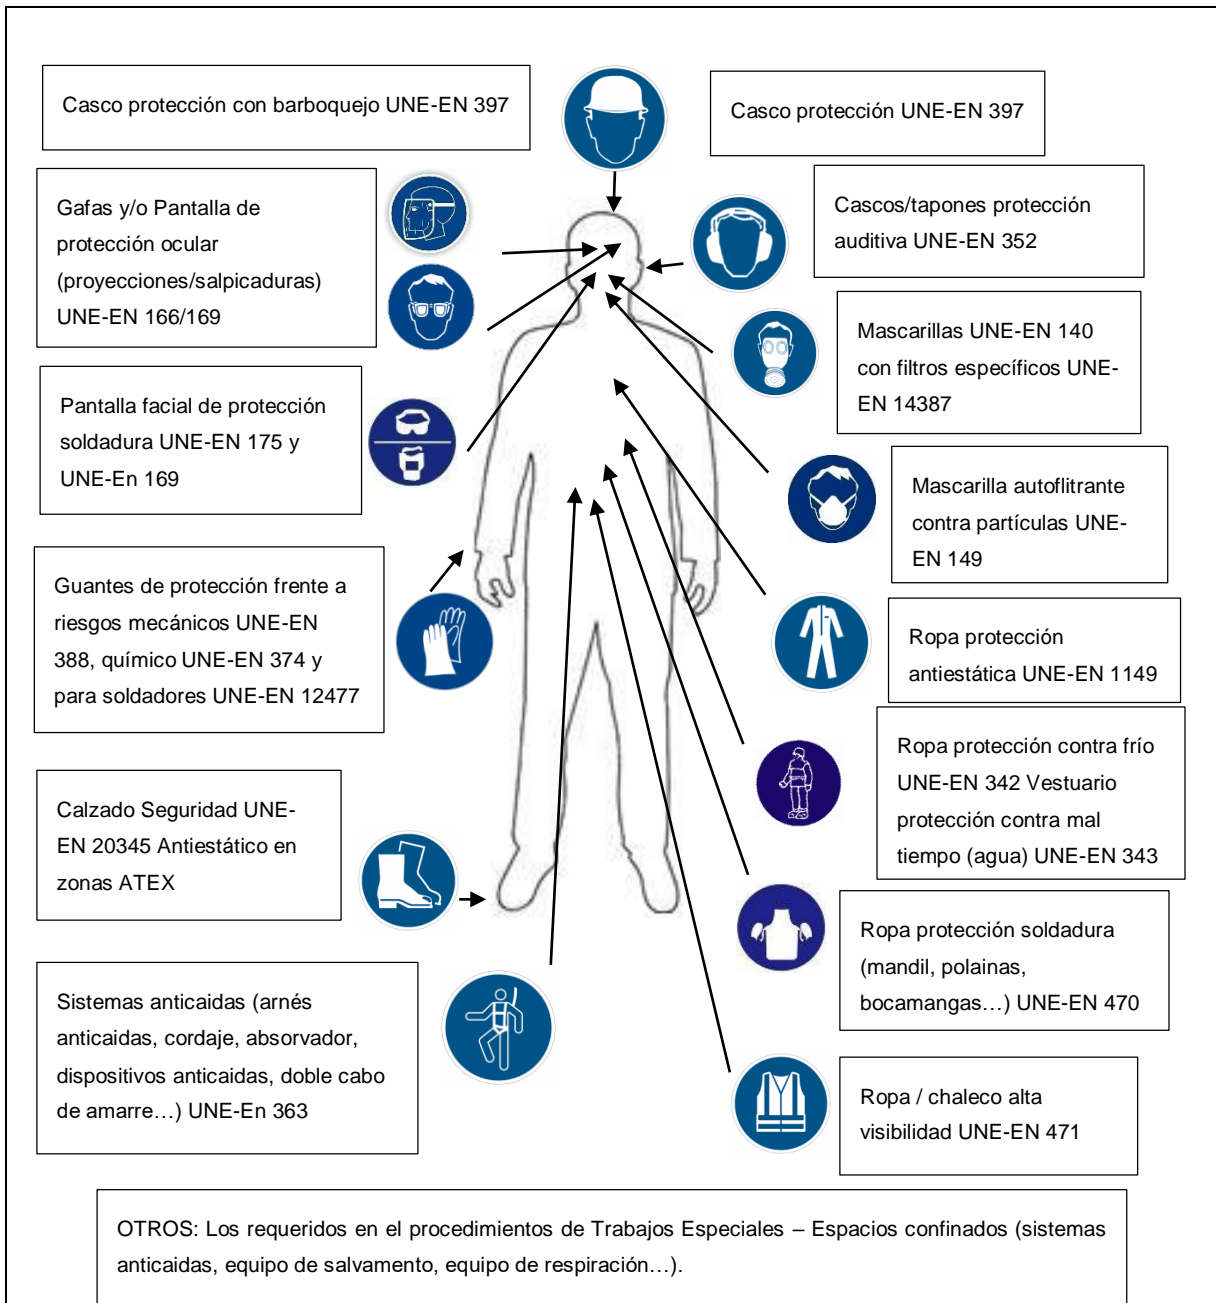 Casco protección con barboquejo UNE-EN 397
Casco protección UNE-EN 397
Gafas y/o Pantalla de
protección ocular
(proyecciones/salpicaduras)
UNE-EN 166/169
Cascos/tapones protección
auditiva UNE-EN 352
Mascarillas UNE-EN 140
con filtros específicos UNE-
EN 14387
Pantalla facial de protección
soldadura UNE-EN 175 y
UNE-En 169
Mascarilla autoflitrante
contra partículas UNE-
EN 149
Guantes de protección frente a
riesgos mecánicos UNE-EN
388, químico UNE-EN 374 y
para soldadores UNE-EN 12477
Ropa protección
antiestática UNE-EN 1149
Ropa protección contra frío
UNE-EN 342 Vestuario
protección contra mal
tiempo (agua) UNE-EN 343
Calzado Seguridad UNE-
EN 20345 Antiestático en
zonas ATEX
Ropa protección soldadura
(mandil, polainas,
bocamangas…) UNE-EN 470
Sistemas anticaidas (arnés
anticaidas, cordaje, absorvador,
dispositivos anticaidas, doble cabo
de amarre…) UNE-En 363
Ropa / chaleco alta
visibilidad UNE-EN 471
OTROS: Los requeridos en el procedimientos de Trabajos Especiales – Espacios confinados (sistemas
anticaidas, equipo de salvamento, equipo de respiración…).